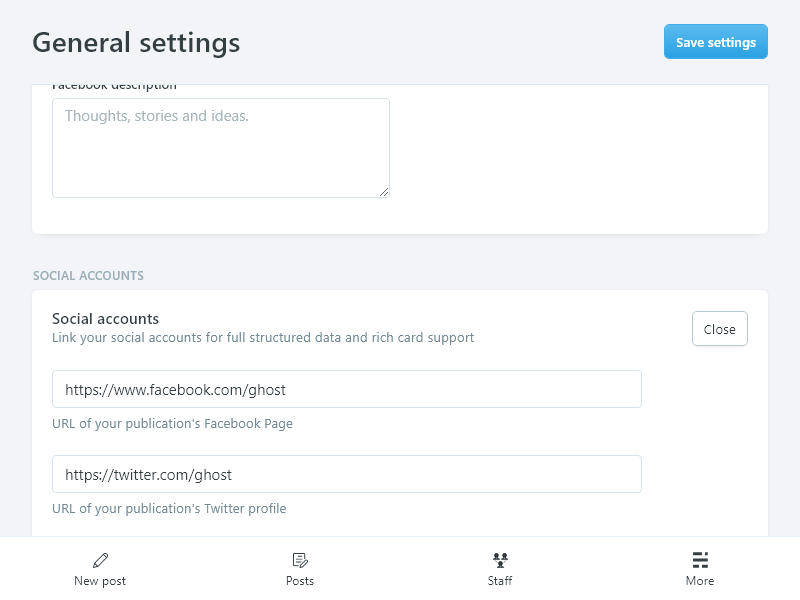 General settings
Save settings
Facebook description
Thoughts, stories and ideas.
SOCIAL ACCOUNTS
Social accounts
Link your social accounts for full structured data and rich card support
Close
https://www.facebook.com/ghost
URL of your publication's Facebook Page
https://twitter.com/ghost
URL of your publication's Twitter profile
New post
Posts
Staff
More